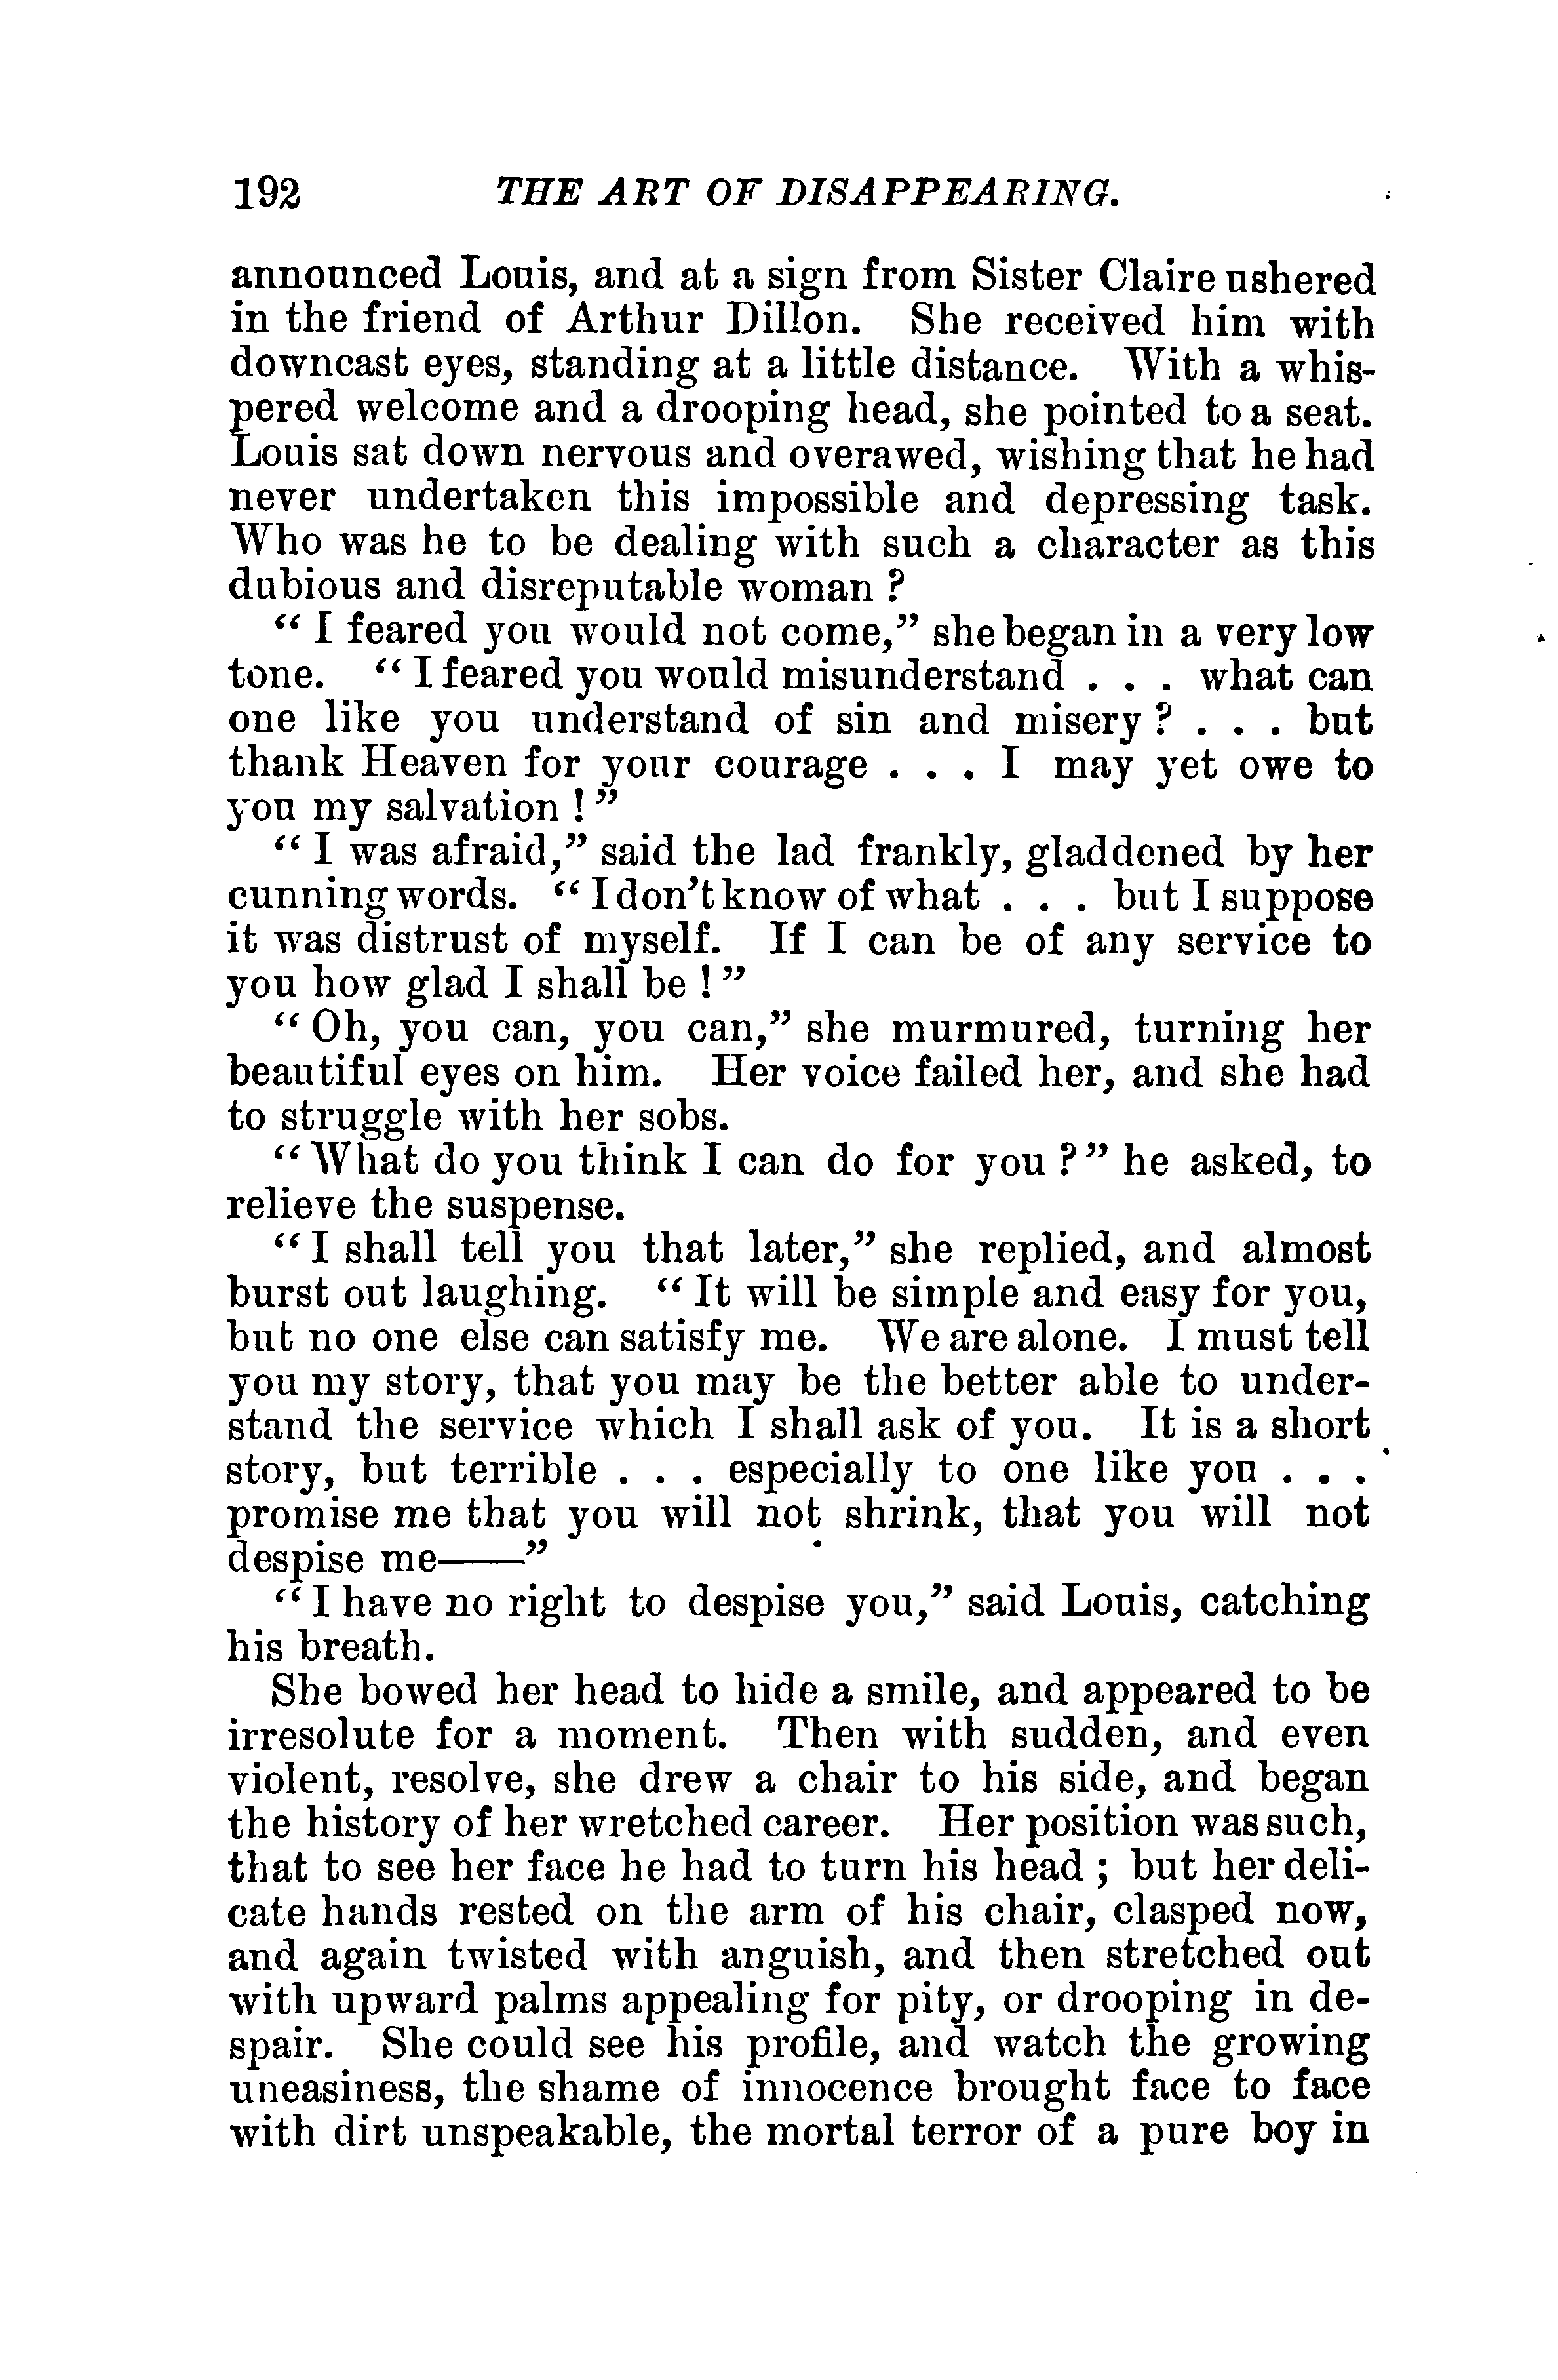 192 THE ART OF DISAPPEARING.
announced Louis, and at a sign from Sister Claire ushered
in the friend of Arthur Dillon. She received him with
downcast eyes, standing at a little distance. With a whis-
pered welcome and a drooping head, she pointed to a seat.
Louis sat down nervous and overawed, wishing that he had
never undertaken this impossible and depressing task.
Who was he to be dealing with such a character as this
dubious and disreputable woman ?
“ I feared you would not come,” she began in a very low
tone. “ I feared you would misunderstand . . . what can
one like you understand of sin and misery ? . . . but
thank Heaven for your courage . . . I may yet owe to
you my salvation ! ”
“ I was afraid,” said the lad frankly, gladdened by her
cunning words. “ I don’t know of what . . . but I suppose
it was distrust of myself. If I can be of any service to
you how glad I shall be ! ”
“ Oh, you can, you can,” she murmured, turning her
beautiful eyes on him. Her voice failed her, and she had
to struggle with her sobs.
“ What do you think I can do for you ? ” he asked, to
relieve the suspense.
“ I shall tell you that later,” she replied, and almost
burst out laughing. “ It will be simple and easy for you,
but no one else can satisfy me. We are alone. I must tell
you my story, that you may be the better able to under-
stand the service which I shall ask of you. It is a short
story, but terrible . . . especially to one like you . . .
promise me that you will not shrink, that you will not
despise me——”
“ I have no right to despise you,” said Louis, catching
his breath.
She bowed her head to hide a smile, and appeared to be
irresolute for a moment. Then with sudden, and even
violent, resolve, she drew a chair to his side, and began
the history of her wretched career. Her position was such,
that to see her face he had to turn his head ; but her deli-
cate hands rested on the arm of his chair, clasped now,
and again twisted with anguish, and then stretched out
with upward palms appealing for pity, or drooping in de-
spair. She could see his profile, and watch the growing
uneasiness, the shame of innocence brought face to face
with dirt unspeakable, the mortal terror of a pure boy in